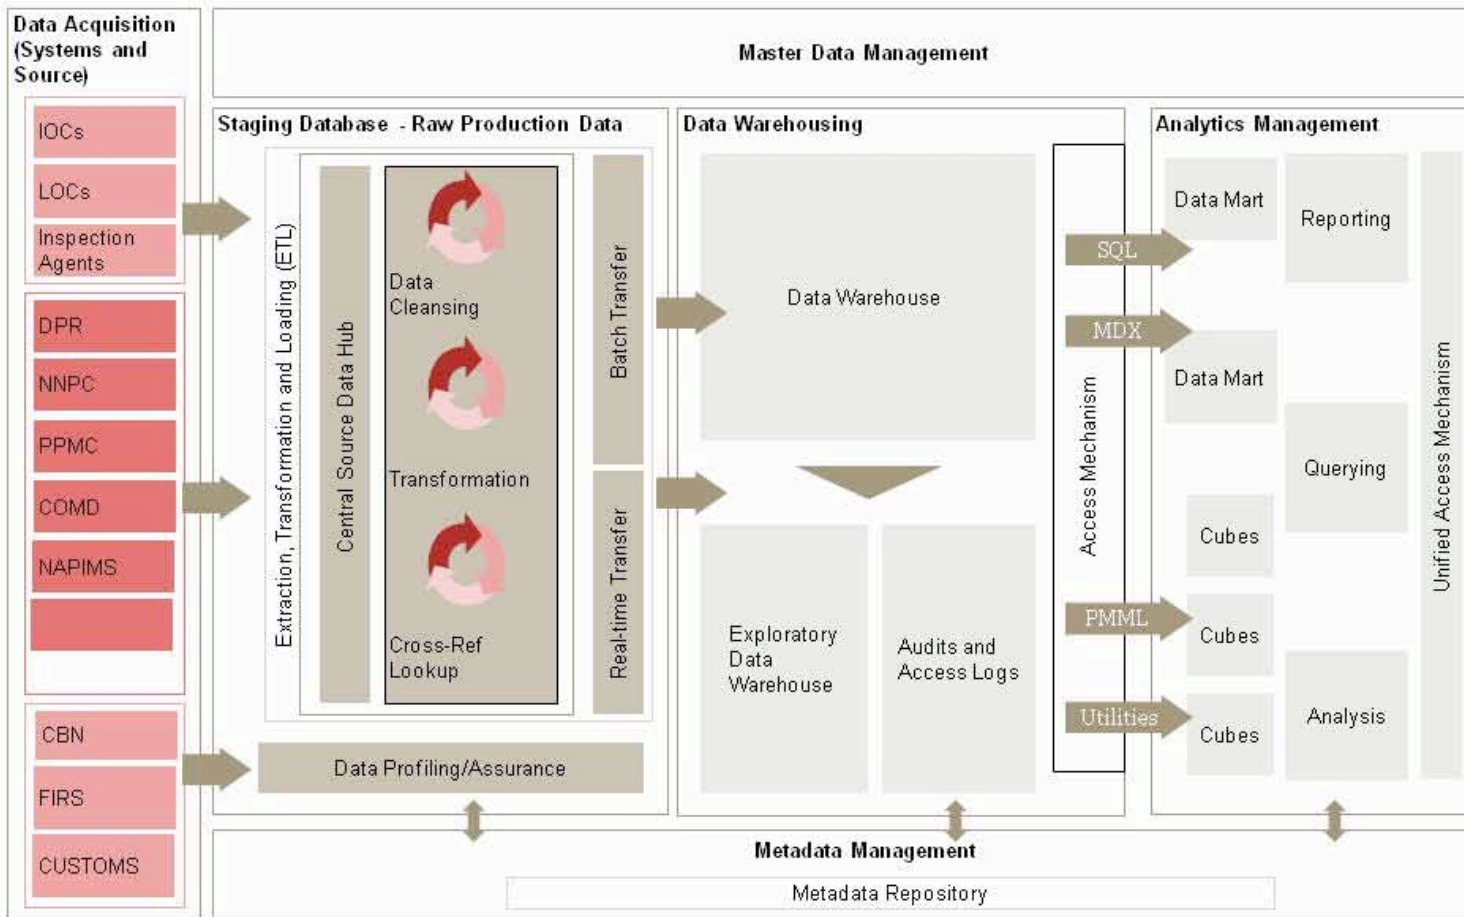 Data Acquisition
(Systems and
Source)
IOCs
LOCs
Inspection
Agents
DPR
NNPC
PPMC
COMD
NAPIMS
CBN
FIRS
CUSTOMS
Master Data Management
Staging Database - Raw Production Data
Extraction, Transformation and Loading (ETL)
Central Source Data Hub
Data
Cleansing
Transformation
Cross-Ref
Lookup
Batch Transfer
Real-time Transfer
Data Profiling/Assurance
Data Warehousing
Data Warehouse
Exploratory
Data
Warehouse
Audits and
Access Logs
Access Mechanism
SQL
MDX
PMML
Utilities
Analytics Management
Data Mart
Data Mart
Cubes
Cubes
Cubes
Reporting
Querying
Analysis
Unified Access Mechanism
Metadata Management
Metadata Repository